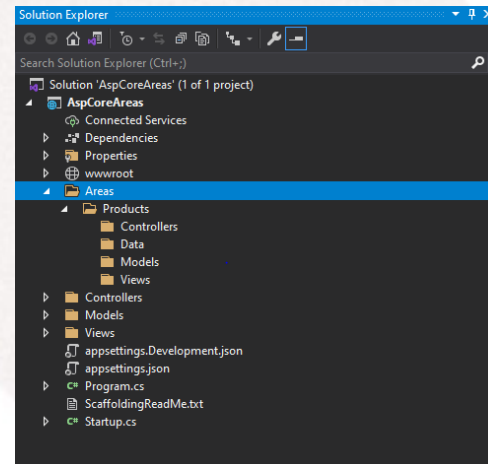 Solution Explorer
Search Solution Explorer (Ctrl+;)
Solution 'AspCoreAreas' (1 of 1 project)
AspCoreAreas
Connected Services
Dependencies
Properties
wwwroot
Areas
Products
Controllers
Data
Models
Views
Controllers
Models
Views
appsettings.Development.json
appsettings.json
C# Program.cs
ScaffoldingReadMe.txt
C# Startup.cs